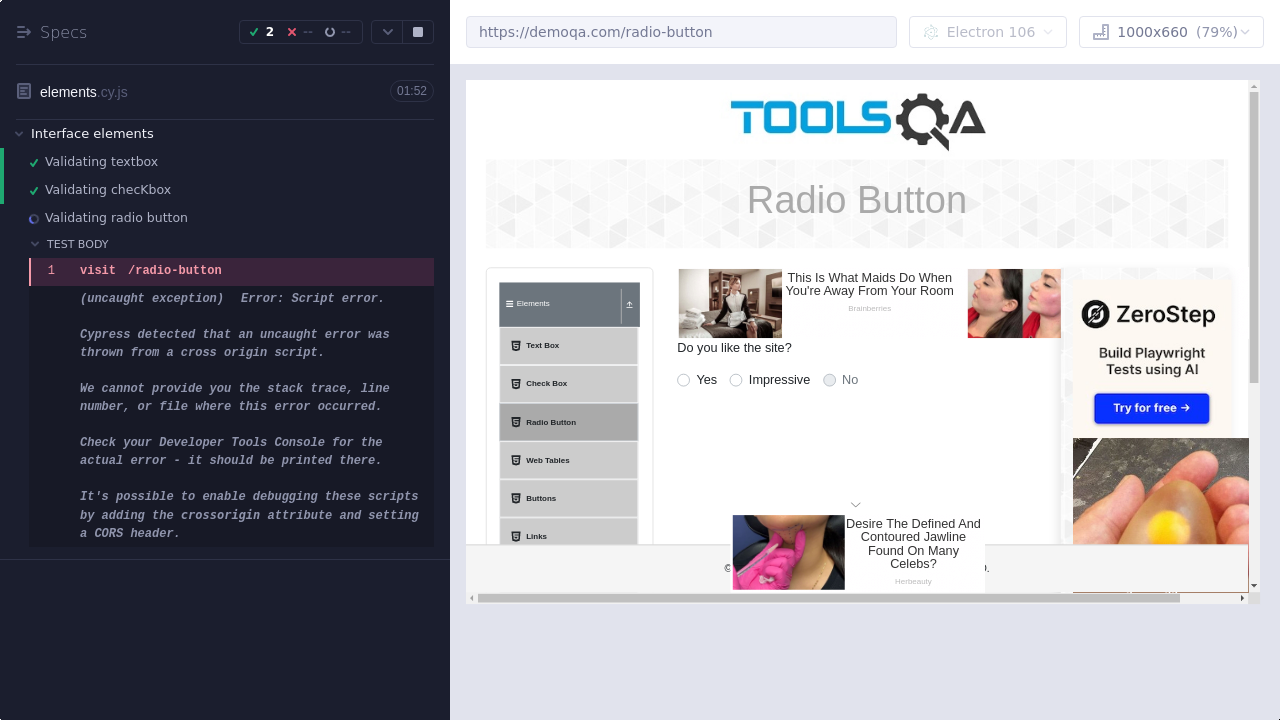 Specs
2
--
--
https://demoqa.com/radio-button
Electron 106
1000x660 (79%)
elements.cy.js
01:52
Interface elements
Validating textbox
Validating checKbox
Validating radio button
TEST BODY
1 visit /radio-button
(uncaught exception) Error: Script error.
Cypress detected that an uncaught error was
thrown from a cross origin script.
We cannot provide you the stack trace, line
number, or file where this error occurred.
Check your Developer Tools Console for the
actual error - it should be printed there.
It's possible to enable debugging these scripts
by adding the crossorigin attribute and setting
a CORS header.
TOOLSQA
Radio Button
Elements
Text Box
Check Box
Radio Button
Web Tables
Buttons
Links
This Is What Maids Do When
You're Away From Your Room
Brainberries
Do you like the site?
Yes
Impressive
No
ZeroStep
Build Playwright
Tests using AI
Try for free →
Desire The Defined And
Contoured Jawline
Found On Many
Celebs?
Herbeauty